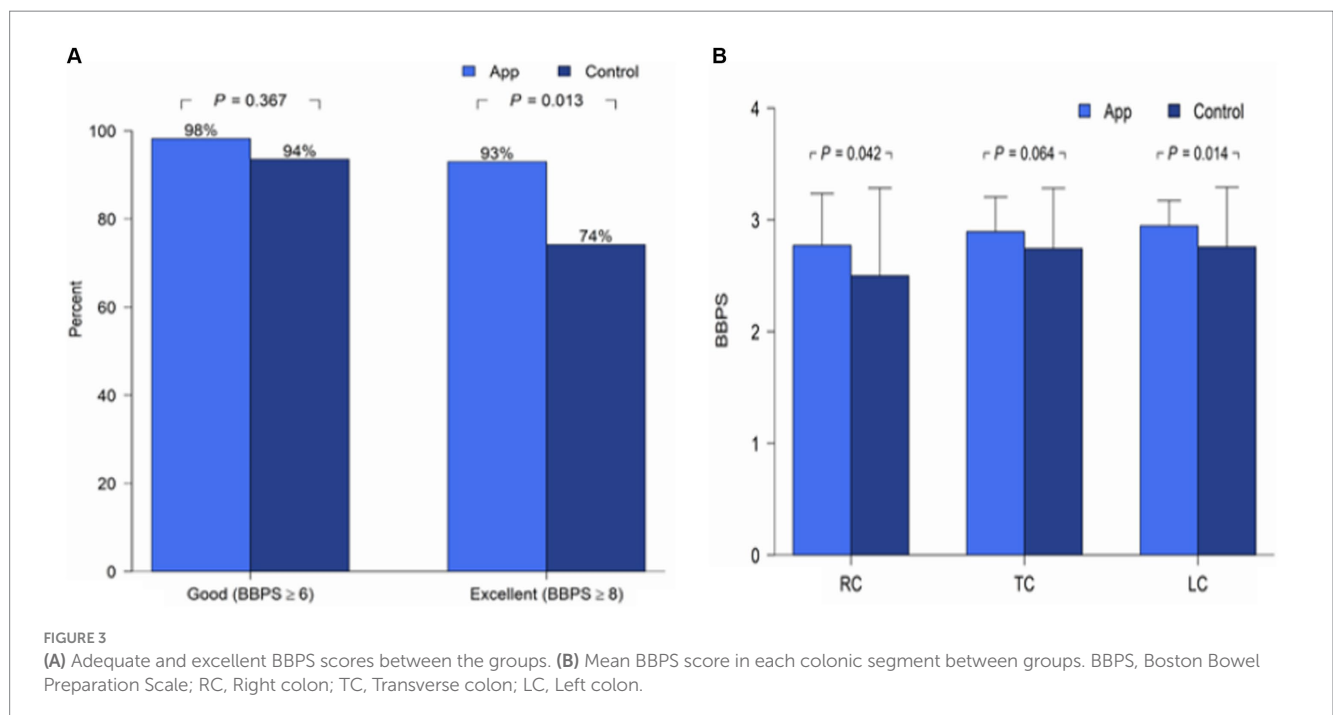 A
App Control
P = 0.367 P = 0.013
100
98%
94%
93%
80
74%
Percent
60
40
20
0
Good (BBPS ≥ 6) Excellent (BBPS ≥ 8)
B
4
App Control
P = 0.042 P = 0.064 P = 0.014
3
BBPS
2
1
0
RC TC LC
FIGURE 3
(A) Adequate and excellent BBPS scores between the groups. (B) Mean BBPS score in each colonic segment between groups. BBPS, Boston Bowel
Preparation Scale; RC, Right colon; TC, Transverse colon; LC, Left colon.